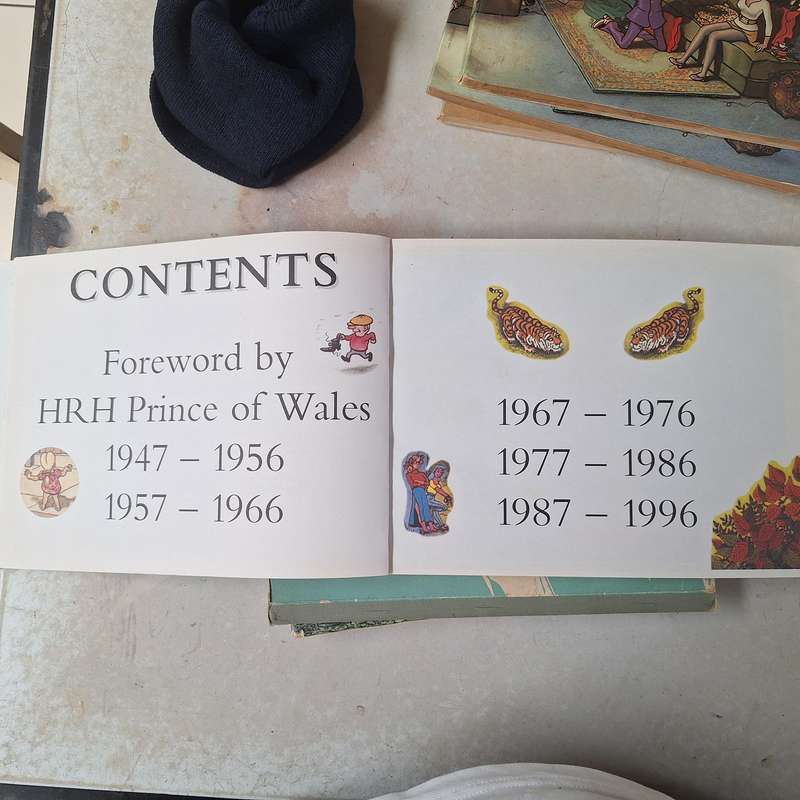 CONTENTS
Foreword by
HRH Prince of Wales
1947 – 1956
1957 – 1966
1967 – 1976
1977 – 1986
1987 – 1996